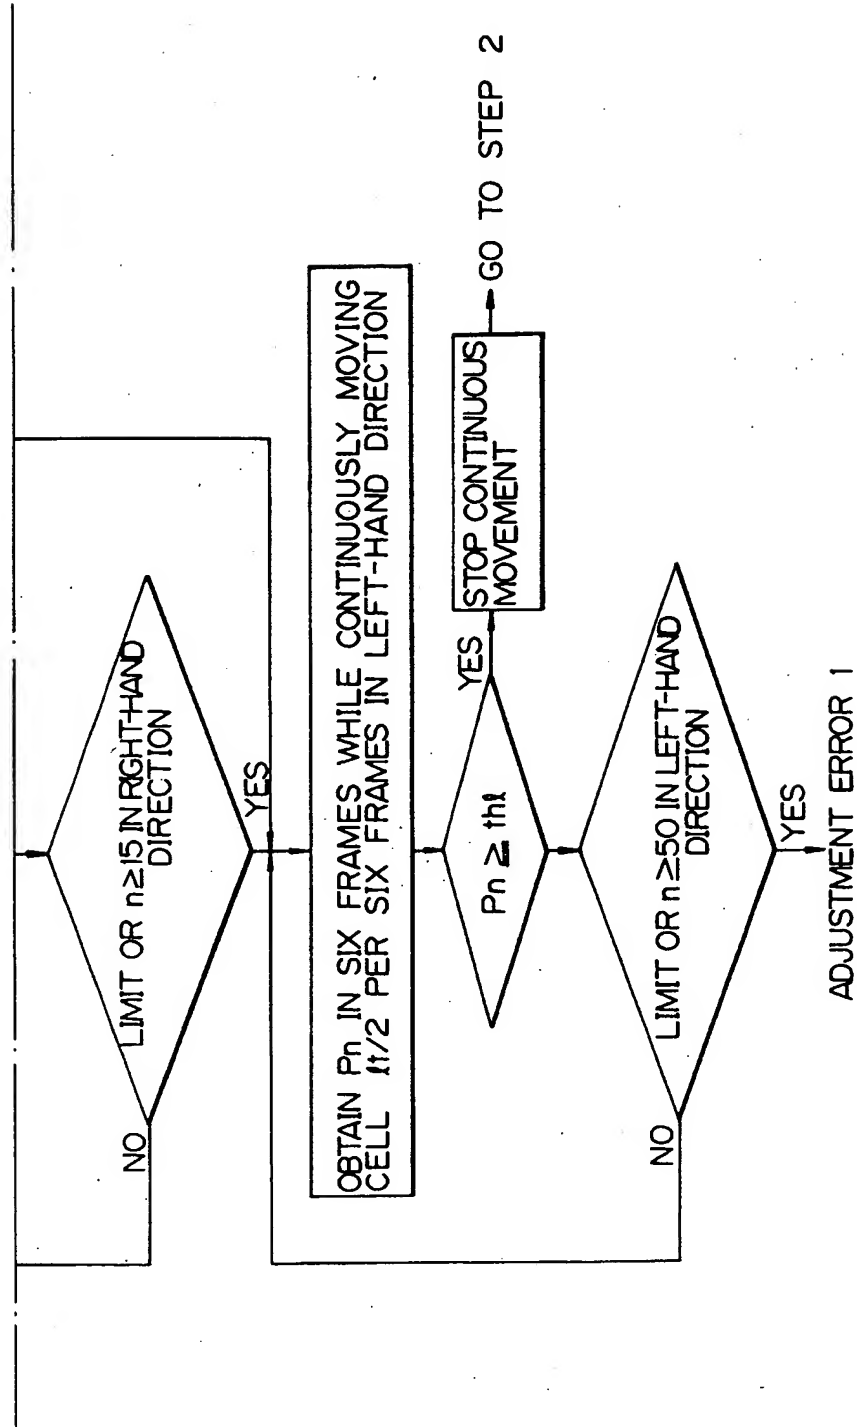 LIMIT OR n≥15 IN RIGHT-HAND
DIRECTION
NO
YES
OBTAIN Pn IN SIX FRAMES WHILE CONTINUOUSLY MOVING
CELL ℓt/2 PER SIX FRAMES IN LEFT-HAND DIRECTION
Pn ≥ thℓ
YES
STOP CONTINUOUS
MOVEMENT
GO TO STEP 2
LIMIT OR n≥50 IN LEFT-HAND
DIRECTION
NO
YES
ADJUSTMENT ERROR 1